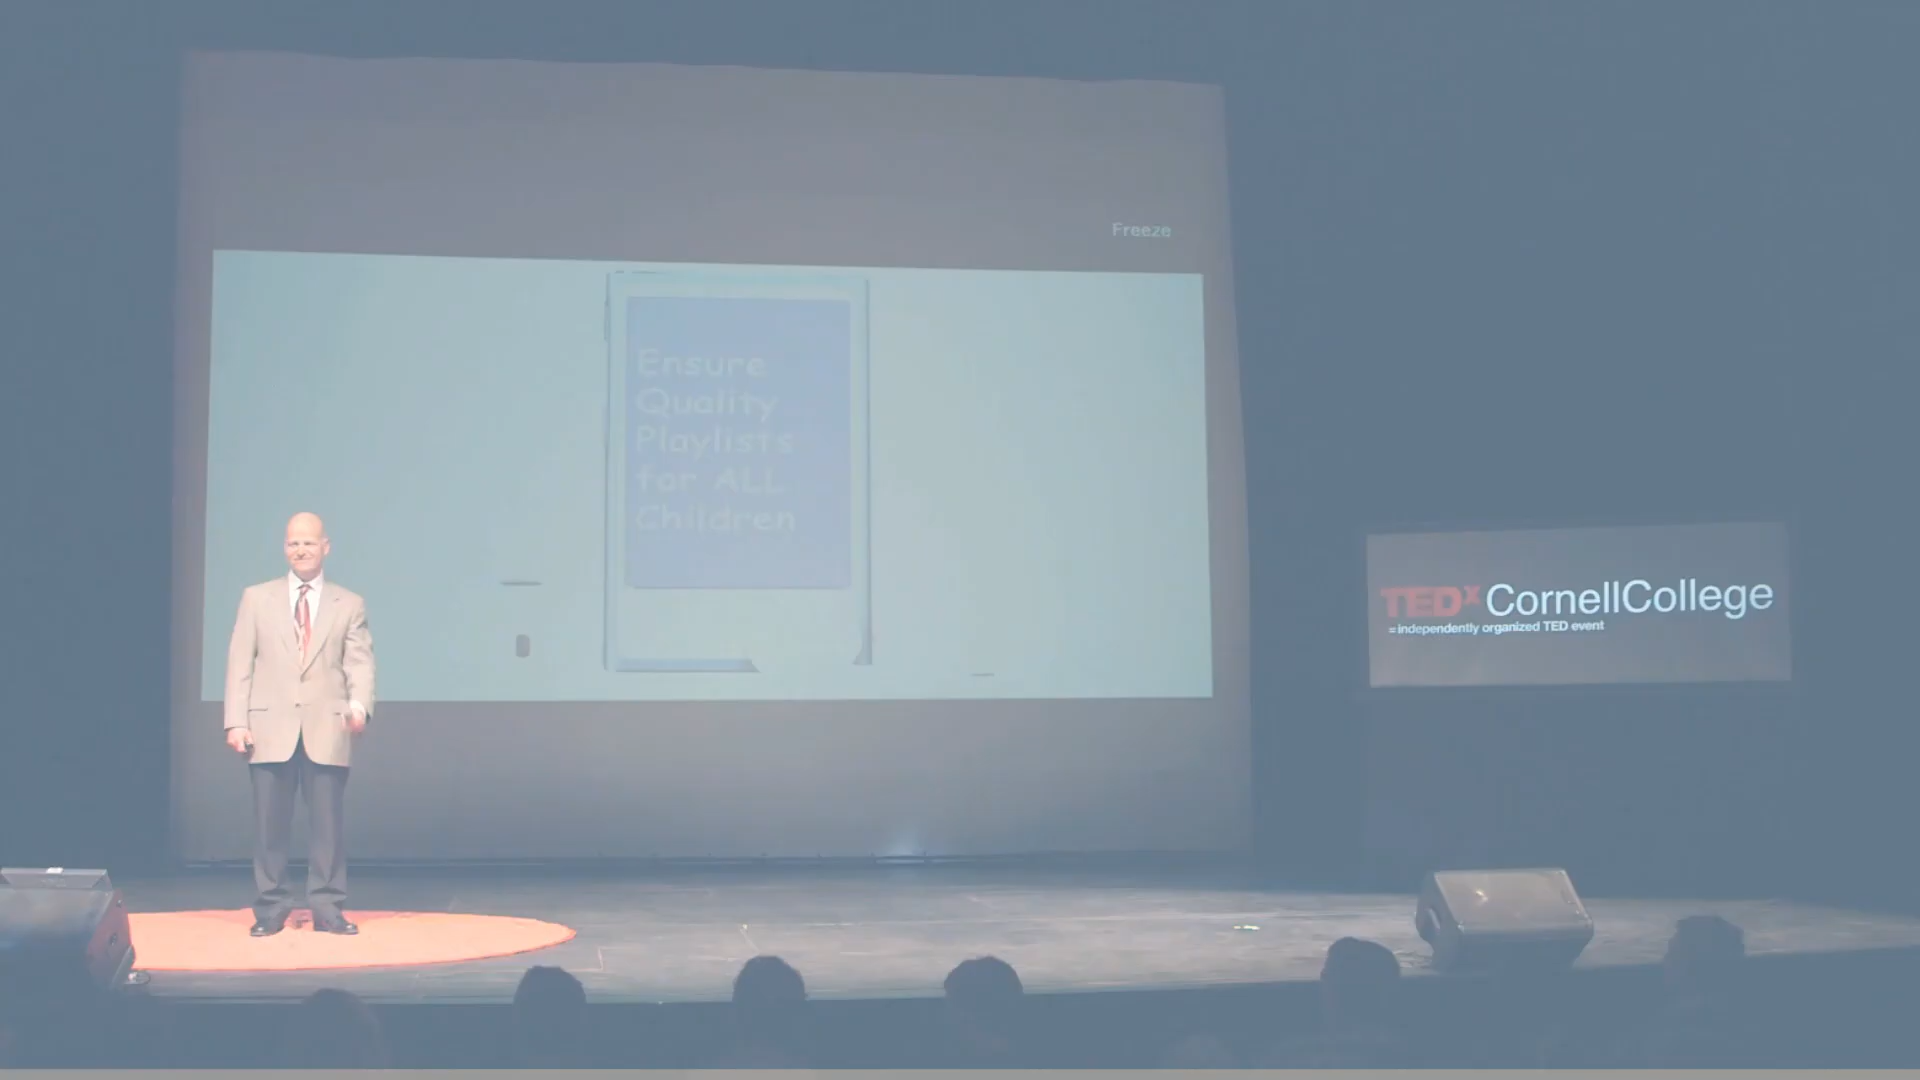 Freeze
Ensure
Quality
Playlists
for ALL
Children
TEDx CornellCollege
= independently organized TED event